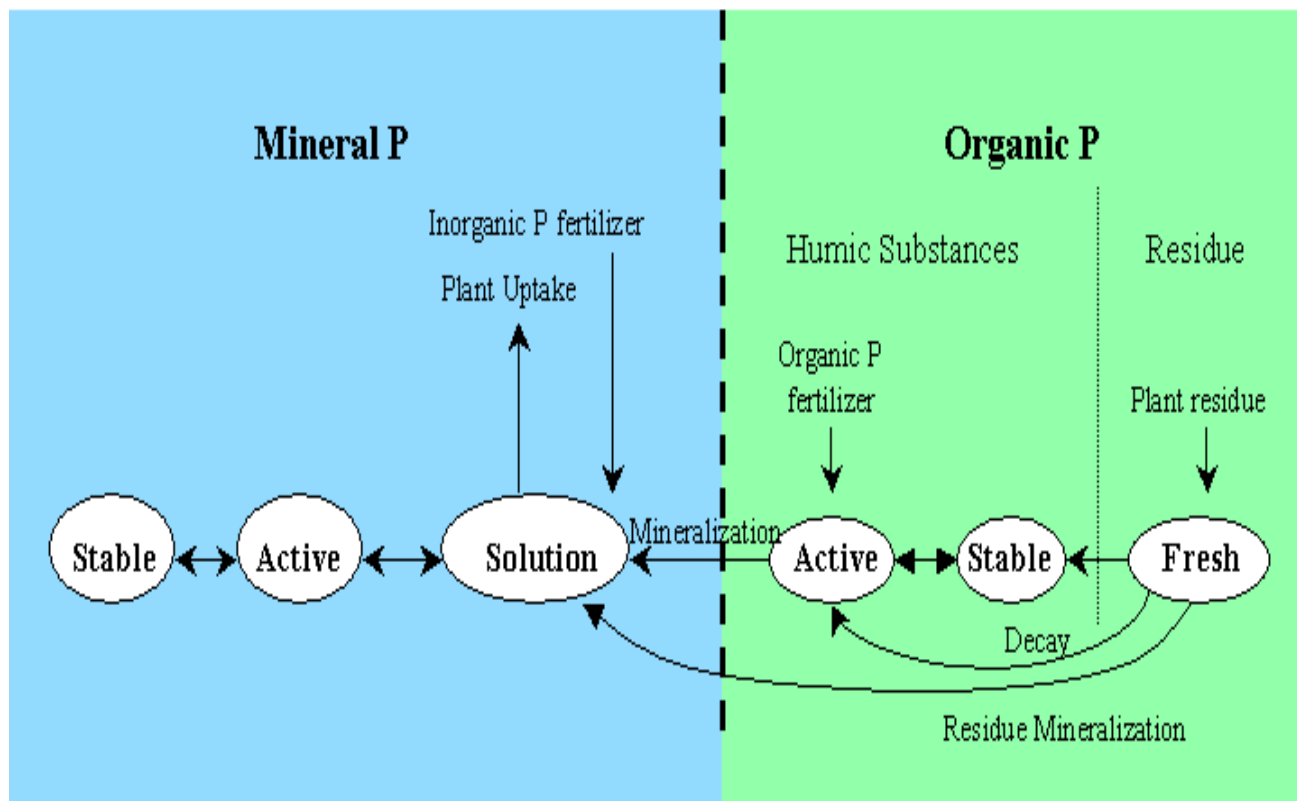 Mineral P
Organic P
Inorganic P fertilizer
Plant Uptake
Humic Substances
Residue
Organic P
fertilizer
Plant residue
Mineralization
Stable
Active
Solution
Active
Stable
Fresh
Decay
Residue Mineralization